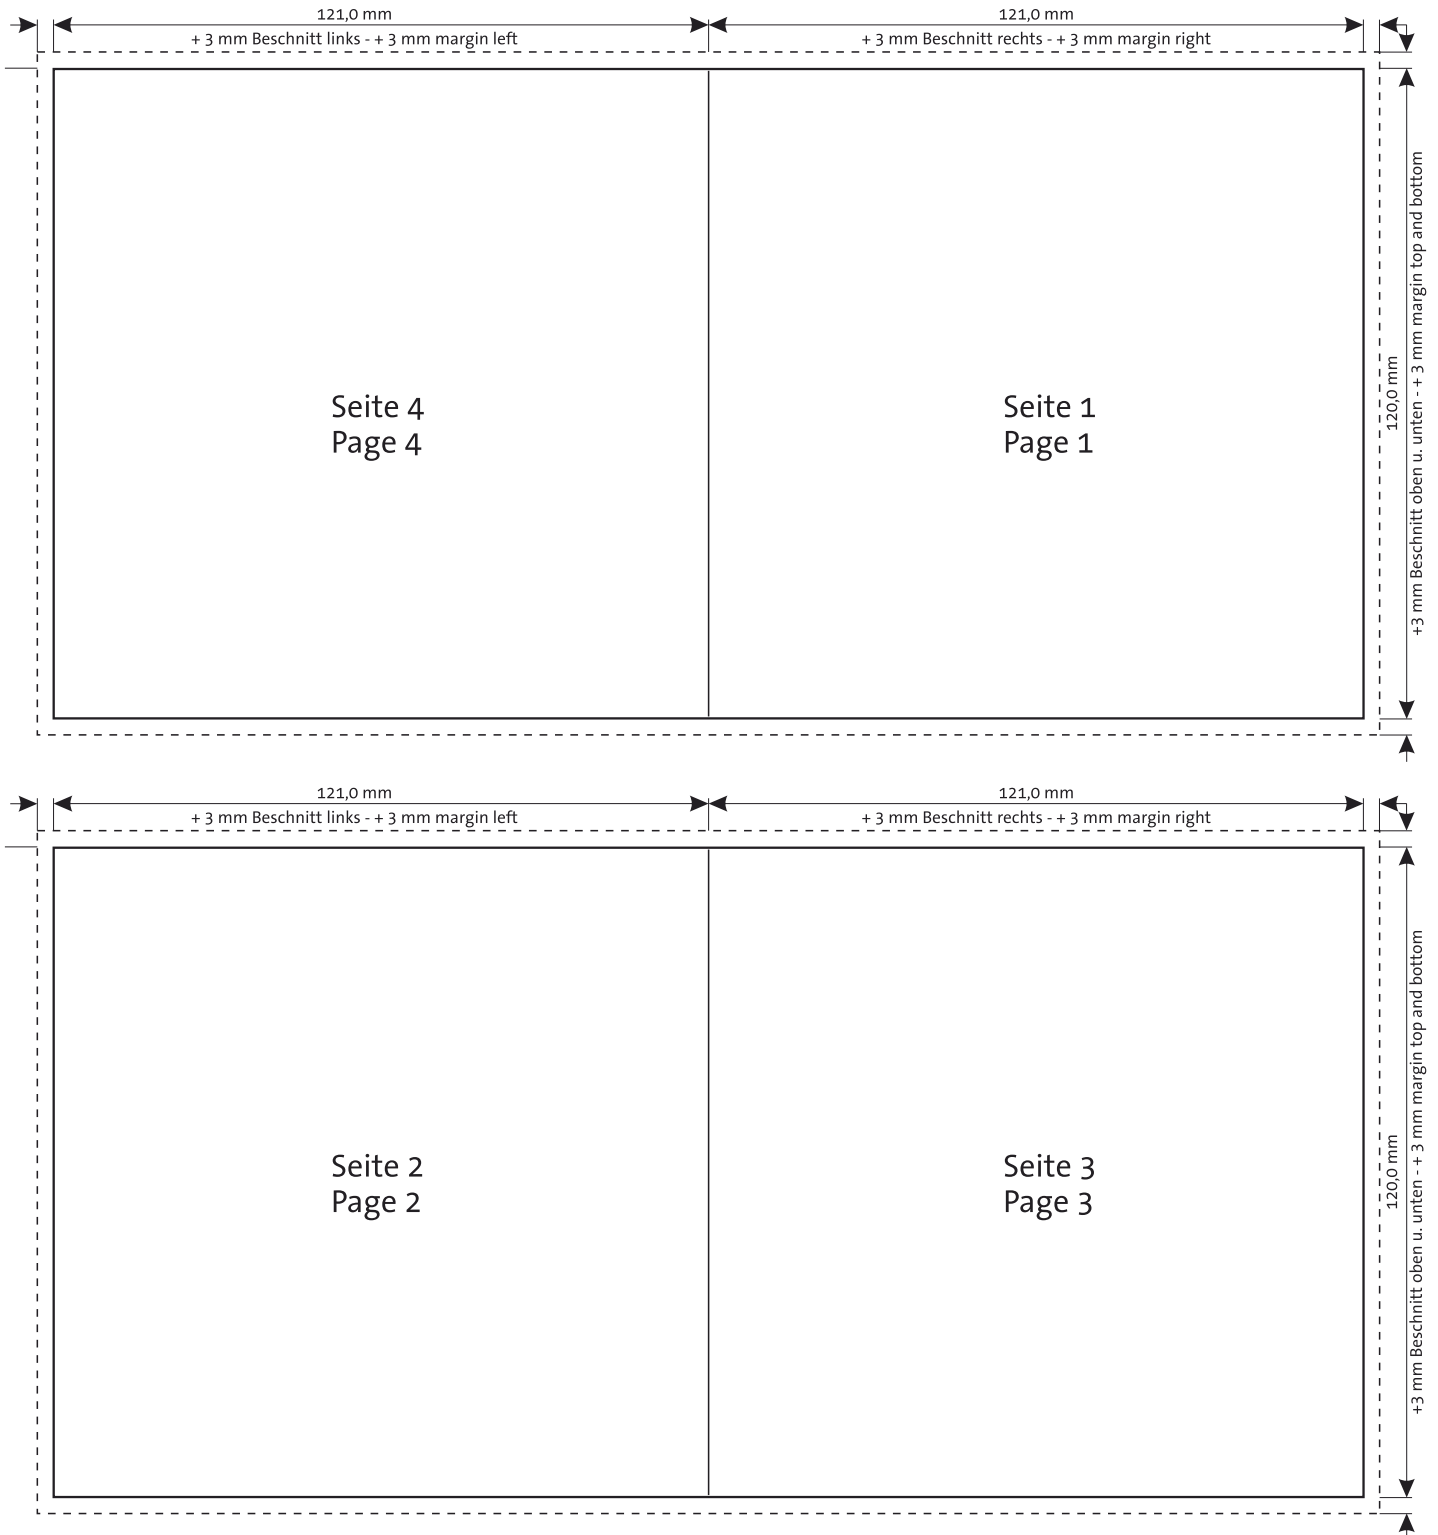 121,0 mm
+ 3 mm Beschnitt links - + 3 mm margin left
121,0 mm
+ 3 mm Beschnitt rechts - + 3 mm margin right
Seite 4
Page 4
Seite 1
Page 1
120,0 mm
+3 mm Beschnitt oben u. unten - + 3 mm margin top and bottom
121,0 mm
+ 3 mm Beschnitt links - + 3 mm margin left
121,0 mm
+ 3 mm Beschnitt rechts - + 3 mm margin right
Seite 2
Page 2
Seite 3
Page 3
120,0 mm
+3 mm Beschnitt oben u. unten - + 3 mm margin top and bottom